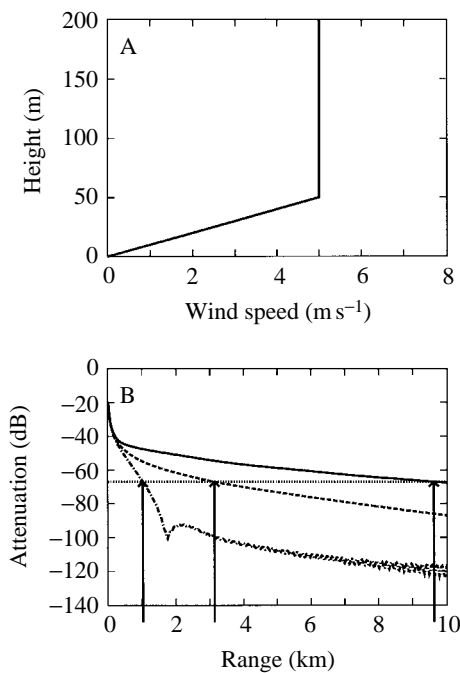 200
A
150
100
50
0
Height (m)
0 2 4 6 8
Wind speed (m s⁻¹)
0
B
−20
−40
−60
−80
−100
−120
−140
Attenuation (dB)
0 2 4 6 8 10
Range (km)